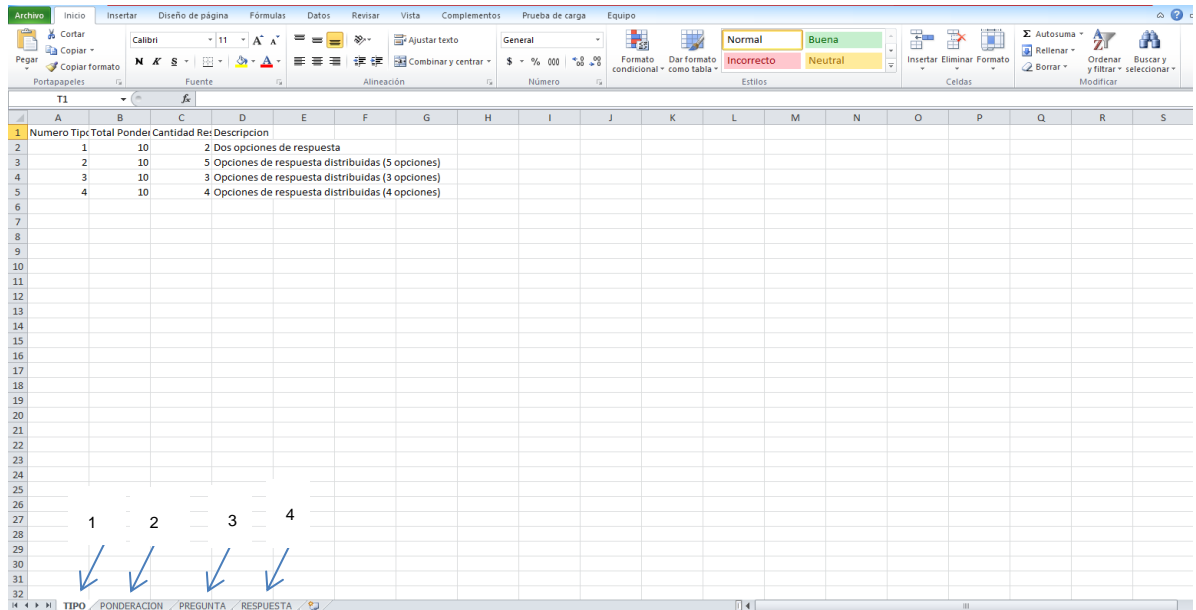 Archivo Inicio Insertar Diseño de página Fórmulas Datos Revisar Vista Complementos Prueba de carga Equipo
Pegar
Cortar
Copiar
Copiar formato
Portapapeles
Calibri 11 A A
N K S A
Fuente
Ajustar texto
Combinar y centrar
Alineación
General
$ % 000
Número
Formato condicional
Dar formato como tabla
Normal Buena
Incorrecto Neutral
Estilos
Insertar Eliminar Formato
Celdas
Σ Autosuma
Rellenar
Borrar
Ordenar y filtrar
Buscar y seleccionar
Modificar
T1 fx
A B C D E F G H I J K L M N O P Q R S
1 Numero Tipo Total Ponder Cantidad Res Descripcion
2 1 10 2 Dos opciones de respuesta
3 2 10 5 Opciones de respuesta distribuidas (5 opciones)
4 3 10 3 Opciones de respuesta distribuidas (3 opciones)
5 4 10 4 Opciones de respuesta distribuidas (4 opciones)
6
7
8
9
10
11
12
13
14
15
16
17
18
19
20
21
22
23
24
25
26
27
28
29
30
31
32
1 2 3 4
TIPO PONDERACION PREGUNTA RESPUESTA